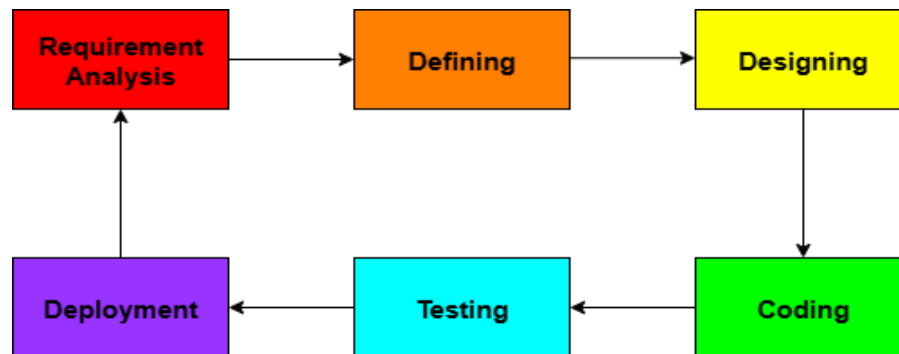 Requirement
Analysis
Defining
Designing
Deployment
Testing
Coding